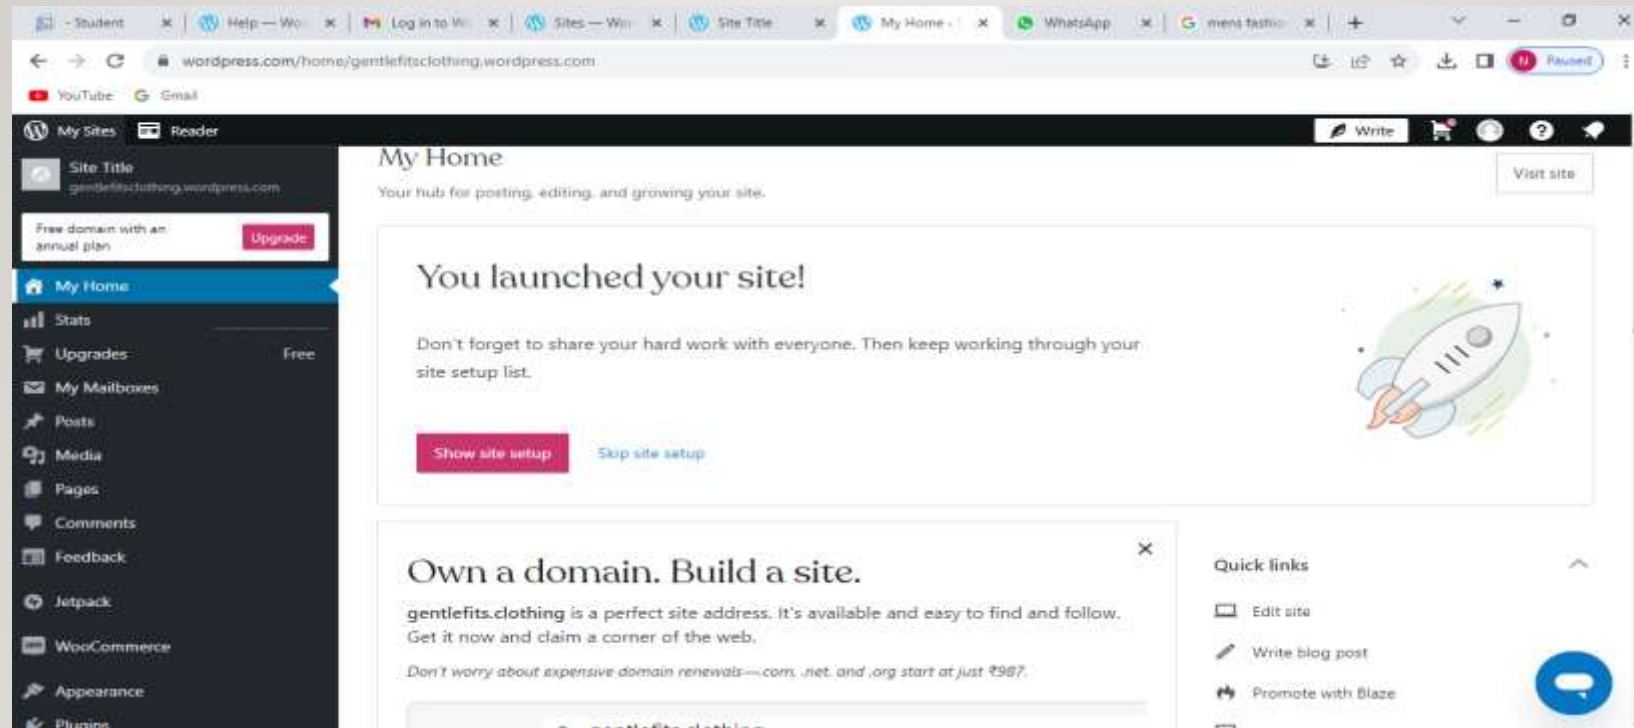 - Student
Help — Wo
Log in to W
Sites — Wo
Site Title
My Home ‹
WhatsApp
G mens fashio
wordpress.com/home/gentlefitsclothing.wordpress.com
N Paused
YouTube G Gmail
My Sites Reader
Write
Site Title
gentlefitsclothing.wordpress.com
Free domain with an
annual plan
Upgrade
My Home
Stats
Upgrades Free
My Mailboxes
Posts
Media
Pages
Comments
Feedback
Jetpack
WooCommerce
Appearance
Plugins
My Home
Your hub for posting, editing, and growing your site.
Visit site
You launched your site!
Don't forget to share your hard work with everyone. Then keep working through your
site setup list.
Show site setup Skip site setup
Own a domain. Build a site.
gentlefits.clothing is a perfect site address. It's available and easy to find and follow.
Get it now and claim a corner of the web.
Don't worry about expensive domain renewals—.com, .net, and .org start at just ₹987.
gentlefits.clothing
Quick links
Edit site
Write blog post
Promote with Blaze